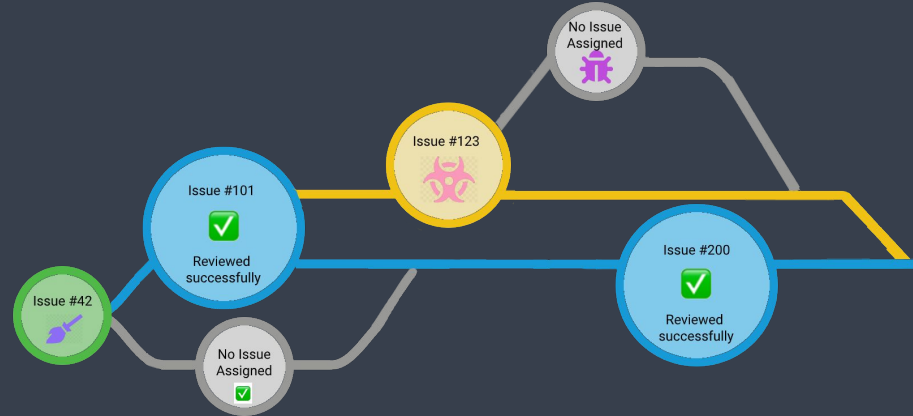 No Issue
Assigned
Issue #123
Issue #101
Reviewed
successfully
Issue #200
Reviewed
successfully
Issue #42
No Issue
Assigned